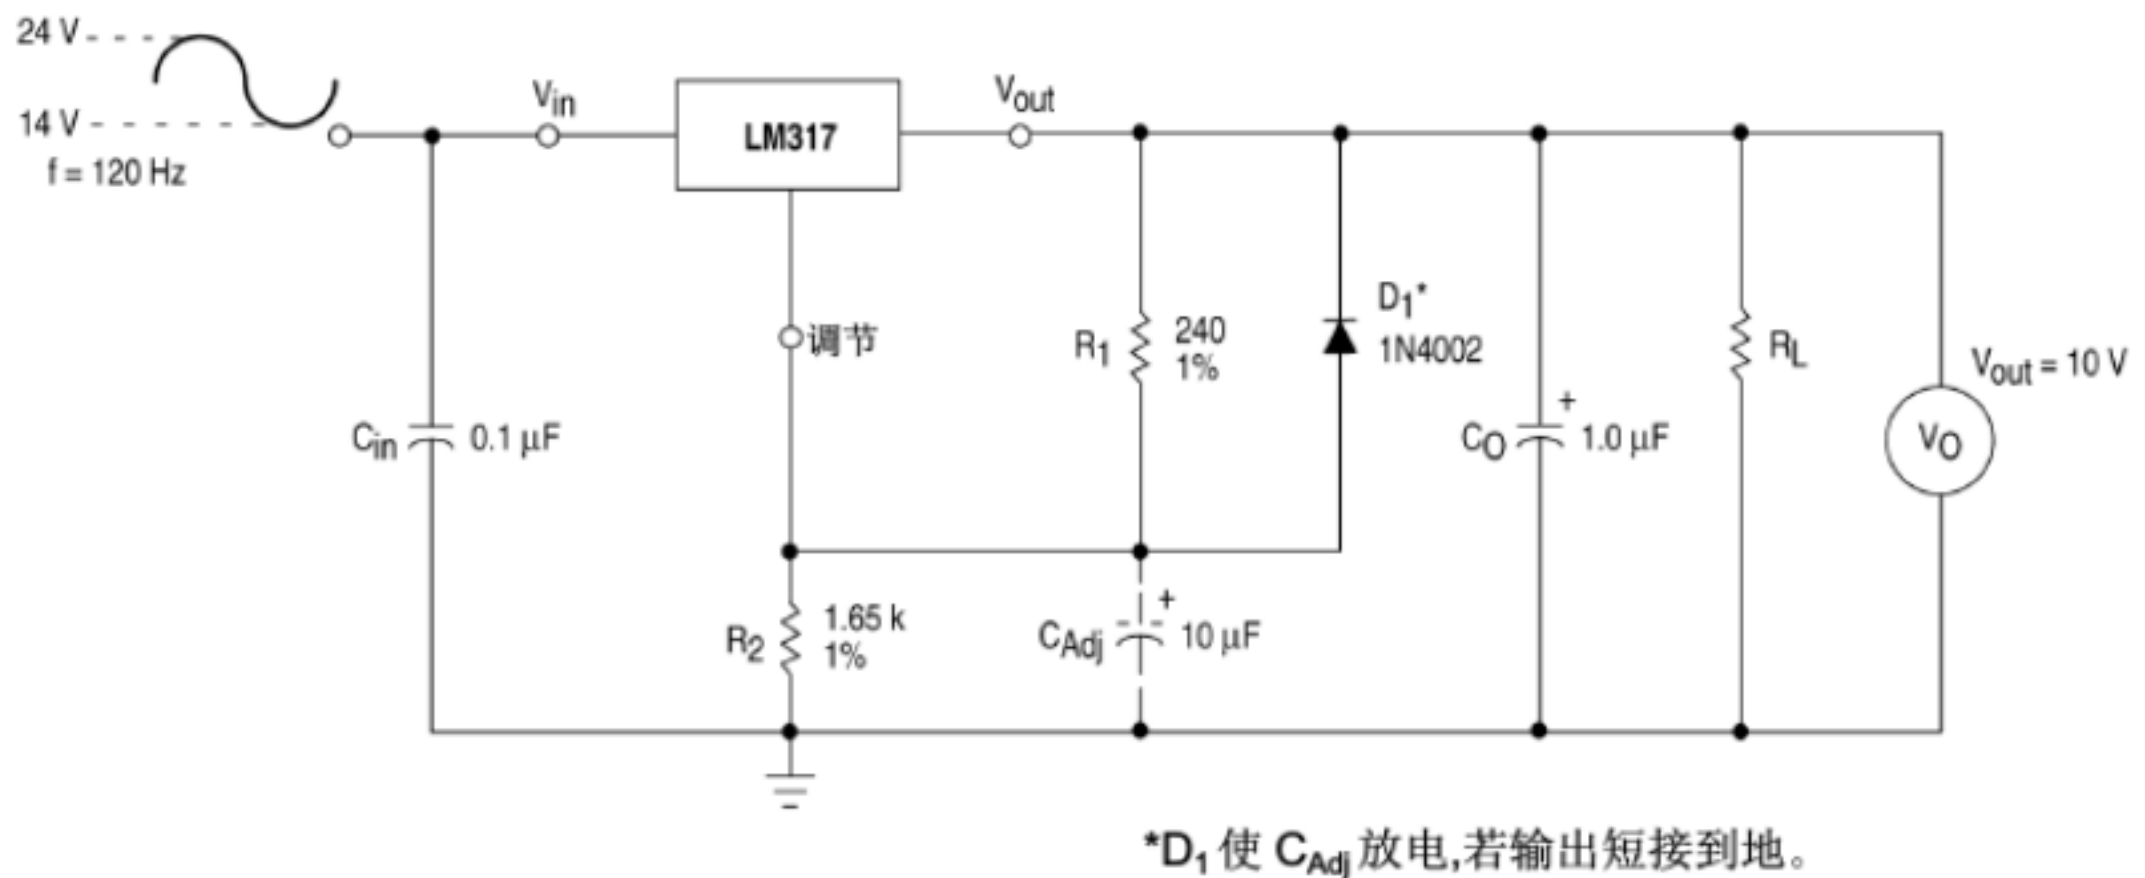 24 V
14 V
f = 120 Hz
Vin
LM317
Vout
调节
R1
240
1%
D1*
1N4002
Cin
0.1 µF
CO
+
1.0 µF
RL
Vout = 10 V
VO
R2
1.65 k
1%
CAdj
+
10 µF
*D1 使 CAdj 放电,若输出短接到地。